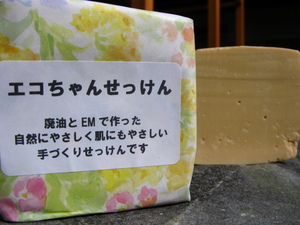 エコちゃんせっけん
廃油とEMで作った
自然にやさしく肌にもやさしい
手づくりせっけんです